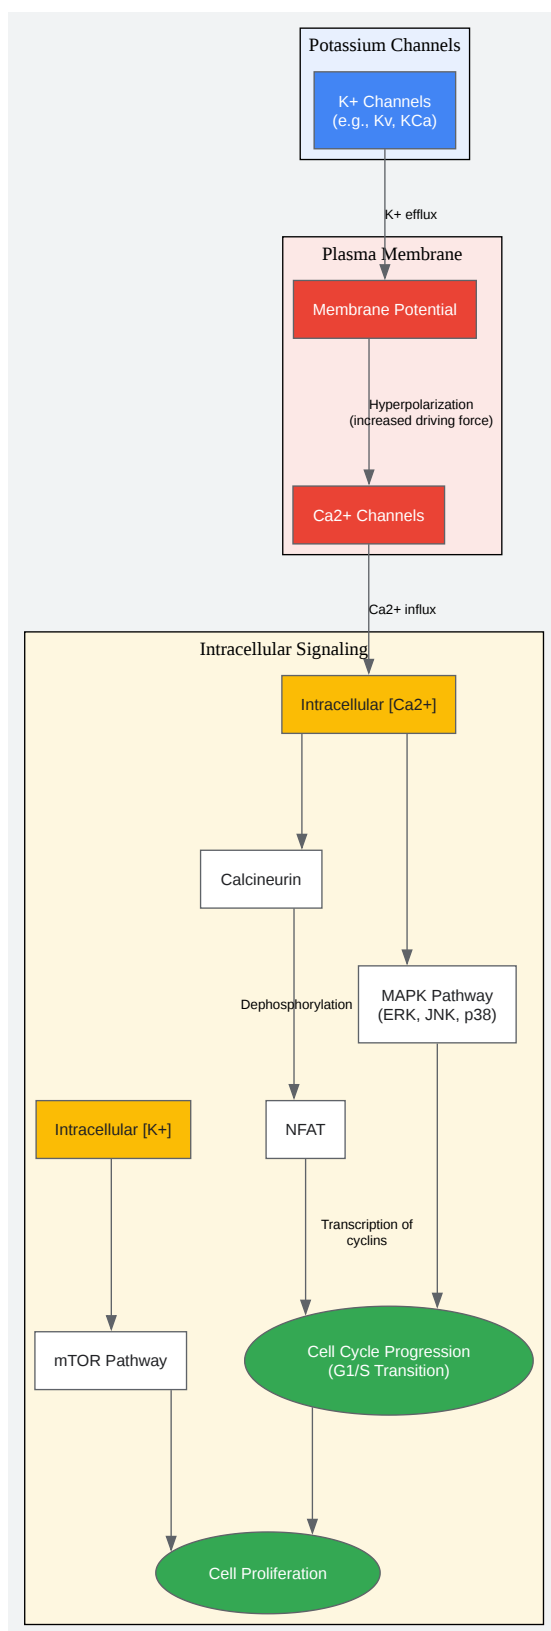 Potassium Channels
K+ Channels
(e.g., Kv, KCa)
K+ efflux
Plasma Membrane
Membrane Potential
Hyperpolarization
(increased driving force)
Ca2+ Channels
Ca2+ influx
Intracellular Signaling
Intracellular [Ca2+]
Calcineurin
MAPK Pathway
(ERK, JNK, p38)
Dephosphorylation
Intracellular [K+]
NFAT
Transcription of
cyclins
mTOR Pathway
Cell Cycle Progression
(G1/S Transition)
Cell Proliferation